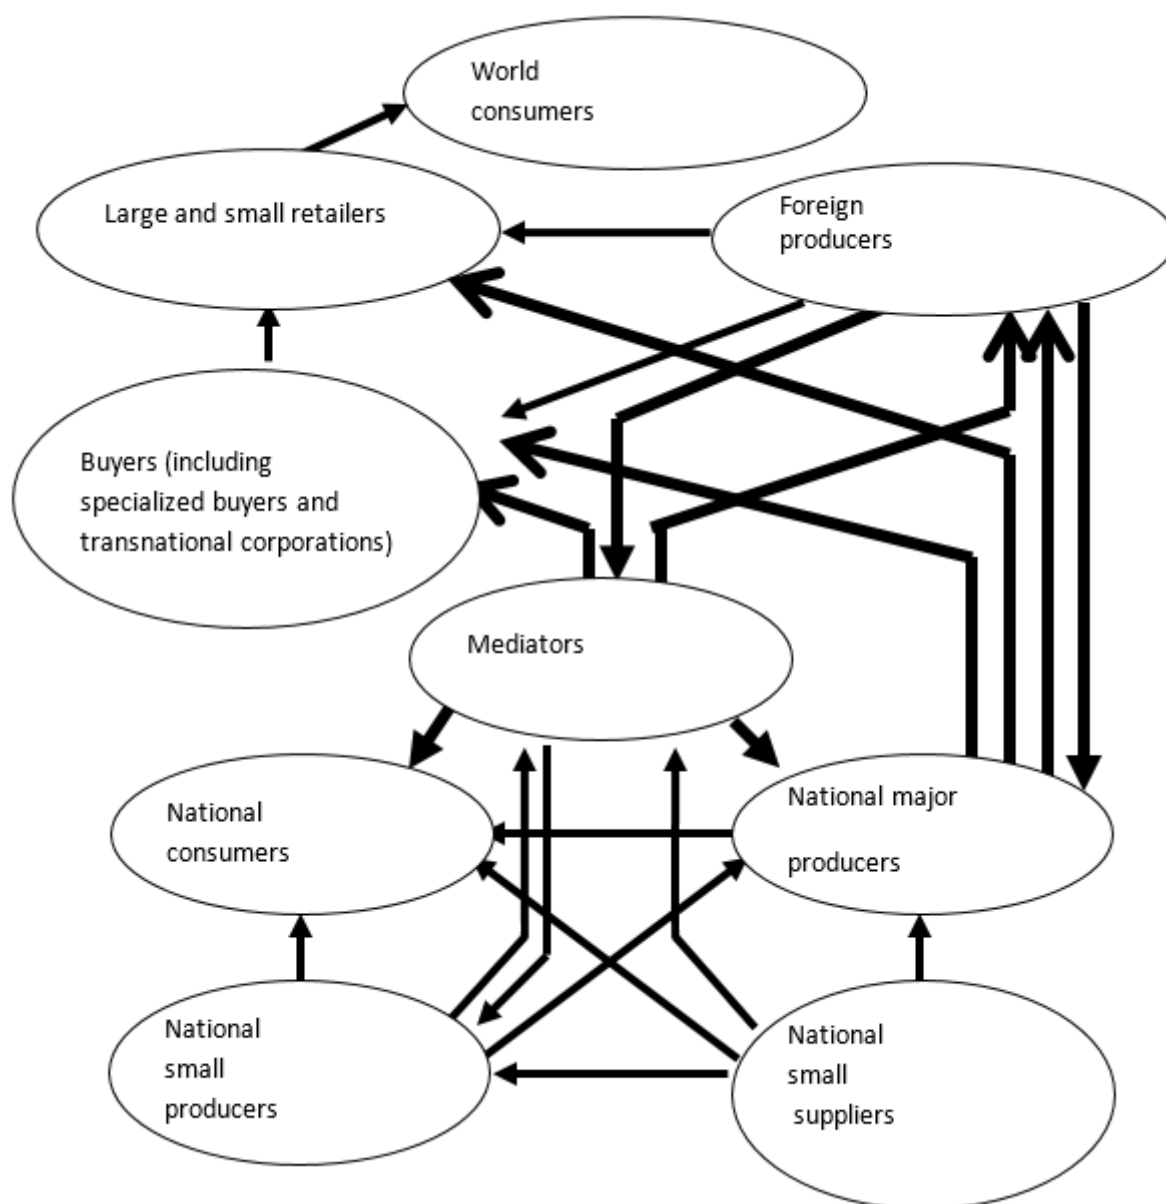 World
consumers
Large and small retailers
Foreign
producers
Buyers (including
specialized buyers and
transnational corporations)
Mediators
National
consumers
National major
producers
National
small
producers
National
small
suppliers